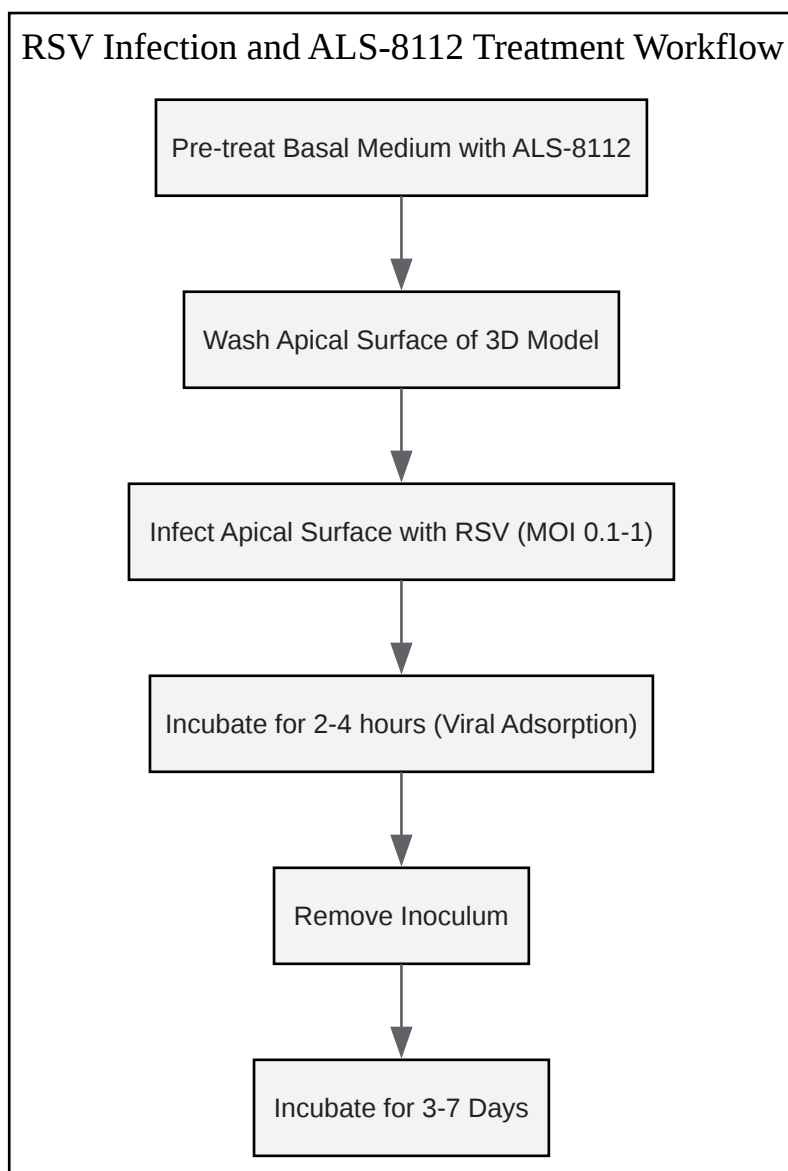 RSV Infection and ALS-8112 Treatment Workflow
Pre-treat Basal Medium with ALS-8112
Wash Apical Surface of 3D Model
Infect Apical Surface with RSV (MOI 0.1-1)
Incubate for 2-4 hours (Viral Adsorption)
Remove Inoculum
Incubate for 3-7 Days